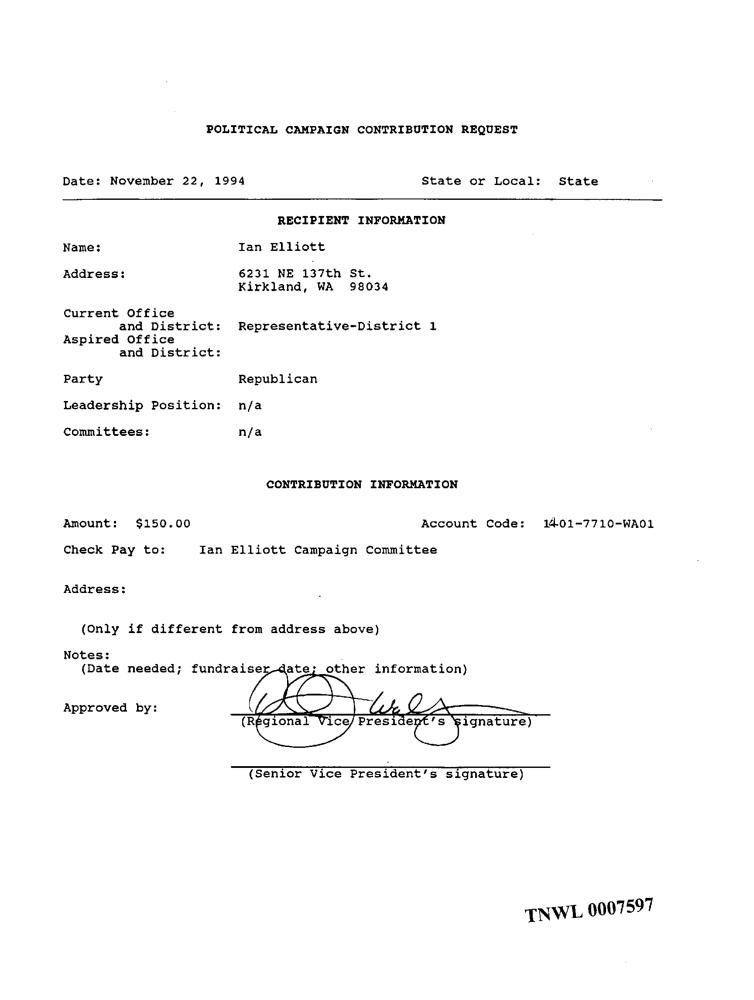 POLITICAL CAMPAIGN CONTRIBUTION REQUEST
Date: November 22, 1994 State or Local: State
RECIPIENT INFORMATION
Name: Ian Elliott
Address: 6231 NE 137th St.
Kirkland, WA 98034
Current Office
and District: Representative-District 1
Aspired Office
and District:
Party Republican
Leadership Position: n/a
Committees: n/a
CONTRIBUTION INFORMATION
Amount: $150.00 Account Code: 1401-7710-WA01
Check Pay to: Ian Elliott Campaign Committee
Address:
(Only if different from address above)
Notes:
(Date needed; fundraiser date; other information)
Approved by:
(Regional Vice President's signature)
(Senior Vice President's signature)
TNWL 0007597